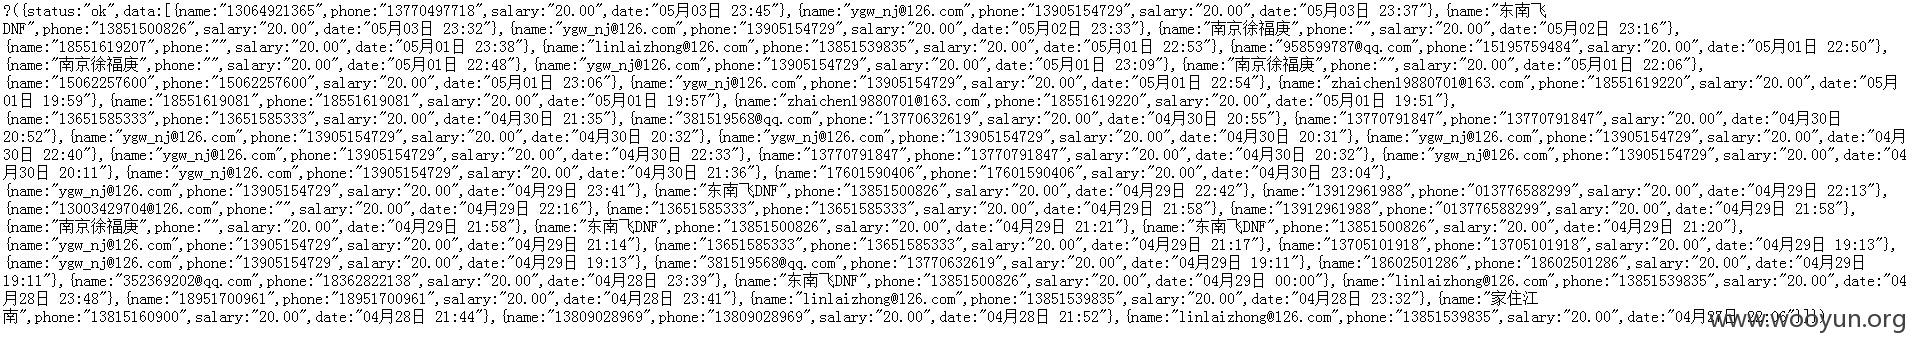 ?({status:"ok",data:[{name:"13064921365",phone:"13770497718",salary:"20.00",date:"05月03日 23:45"},{name:"ygw_nj@126.com",phone:"13905154729",salary:"20.00",date:"05月03日 23:37"},{name:"东南飞
DNF",phone:"13851500826",salary:"20.00",date:"05月03日 23:32"},{name:"ygw_nj@126.com",phone:"13905154729",salary:"20.00",date:"05月02日 23:33"},{name:"南京徐福庚",phone:"",salary:"20.00",date:"05月02日 23:16"},
{name:"18551619207",phone:"",salary:"20.00",date:"05月01日 23:38"},{name:"linlaizhong@126.com",phone:"13851539835",salary:"20.00",date:"05月01日 22:53"},{name:"958599787@qq.com",phone:"15195759484",salary:"20.00",date:"05月01日 22:50"},
{name:"南京徐福庚",phone:"",salary:"20.00",date:"05月01日 22:48"},{name:"ygw_nj@126.com",phone:"13905154729",salary:"20.00",date:"05月01日 23:09"},{name:"南京徐福庚",phone:"",salary:"20.00",date:"05月01日 22:06"},
{name:"15062257600",phone:"15062257600",salary:"20.00",date:"05月01日 23:06"},{name:"ygw_nj@126.com",phone:"13905154729",salary:"20.00",date:"05月01日 22:54"},{name:"zhaichen19880701@163.com",phone:"18551619220",salary:"20.00",date:"05月
01日 19:59"},{name:"18551619081",phone:"18551619081",salary:"20.00",date:"05月01日 19:57"},{name:"zhaichen19880701@163.com",phone:"18551619220",salary:"20.00",date:"05月01日 19:51"},
{name:"13651585333",phone:"13651585333",salary:"20.00",date:"04月30日 21:35"},{name:"381519568@qq.com",phone:"13770632619",salary:"20.00",date:"04月30日 20:55"},{name:"13770791847",phone:"13770791847",salary:"20.00",date:"04月30日
20:52"},{name:"ygw_nj@126.com",phone:"13905154729",salary:"20.00",date:"04月30日 20:32"},{name:"ygw_nj@126.com",phone:"13905154729",salary:"20.00",date:"04月30日 20:31"},{name:"ygw_nj@126.com",phone:"13905154729",salary:"20.00",date:"04月
30日 22:40"},{name:"ygw_nj@126.com",phone:"13905154729",salary:"20.00",date:"04月30日 22:33"},{name:"13770791847",phone:"13770791847",salary:"20.00",date:"04月30日 20:32"},{name:"ygw_nj@126.com",phone:"13905154729",salary:"20.00",date:"04
月30日 20:11"},{name:"ygw_nj@126.com",phone:"13905154729",salary:"20.00",date:"04月30日 21:36"},{name:"17601590406",phone:"17601590406",salary:"20.00",date:"04月30日 23:04"},
{name:"ygw_nj@126.com",phone:"13905154729",salary:"20.00",date:"04月29日 23:41"},{name:"东南飞DNF",phone:"13851500826",salary:"20.00",date:"04月29日 22:42"},{name:"13912961988",phone:"013776588299",salary:"20.00",date:"04月29日 22:13"},
{name:"13003429704@126.com",phone:"",salary:"20.00",date:"04月29日 22:16"},{name:"13651585333",phone:"13651585333",salary:"20.00",date:"04月29日 21:58"},{name:"13912961988",phone:"013776588299",salary:"20.00",date:"04月29日 21:58"},
{name:"南京徐福庚",phone:"",salary:"20.00",date:"04月29日 21:58"},{name:"东南飞DNF",phone:"13851500826",salary:"20.00",date:"04月29日 21:21"},{name:"东南飞DNF",phone:"13851500826",salary:"20.00",date:"04月29日 21:20"},
{name:"ygw_nj@126.com",phone:"13905154729",salary:"20.00",date:"04月29日 21:14"},{name:"13651585333",phone:"13651585333",salary:"20.00",date:"04月29日 21:17"},{name:"13705101918",phone:"13705101918",salary:"20.00",date:"04月29日 19:13"},
{name:"ygw_nj@126.com",phone:"13905154729",salary:"20.00",date:"04月29日 19:13"},{name:"381519568@qq.com",phone:"13770632619",salary:"20.00",date:"04月29日 19:11"},{name:"18602501286",phone:"18602501286",salary:"20.00",date:"04月29日
19:11"},{name:"352369202@qq.com",phone:"18362822138",salary:"20.00",date:"04月28日 23:39"},{name:"东南飞DNF",phone:"13851500826",salary:"20.00",date:"04月29日 00:00"},{name:"linlaizhong@126.com",phone:"13851539835",salary:"20.00",date:"04
月28日 23:48"},{name:"18951700961",phone:"18951700961",salary:"20.00",date:"04月28日 23:41"},{name:"linlaizhong@126.com",phone:"13851539835",salary:"20.00",date:"04月28日 23:32"},{name:"家住江
南",phone:"13815160900",salary:"20.00",date:"04月28日 21:44"},{name:"13809028969",phone:"13809028969",salary:"20.00",date:"04月28日 21:52"},{name:"linlaizhong@126.com",phone:"13851539835",salary:"20.00",date:"04月27日 22:06"}]})
www.wooyun.org